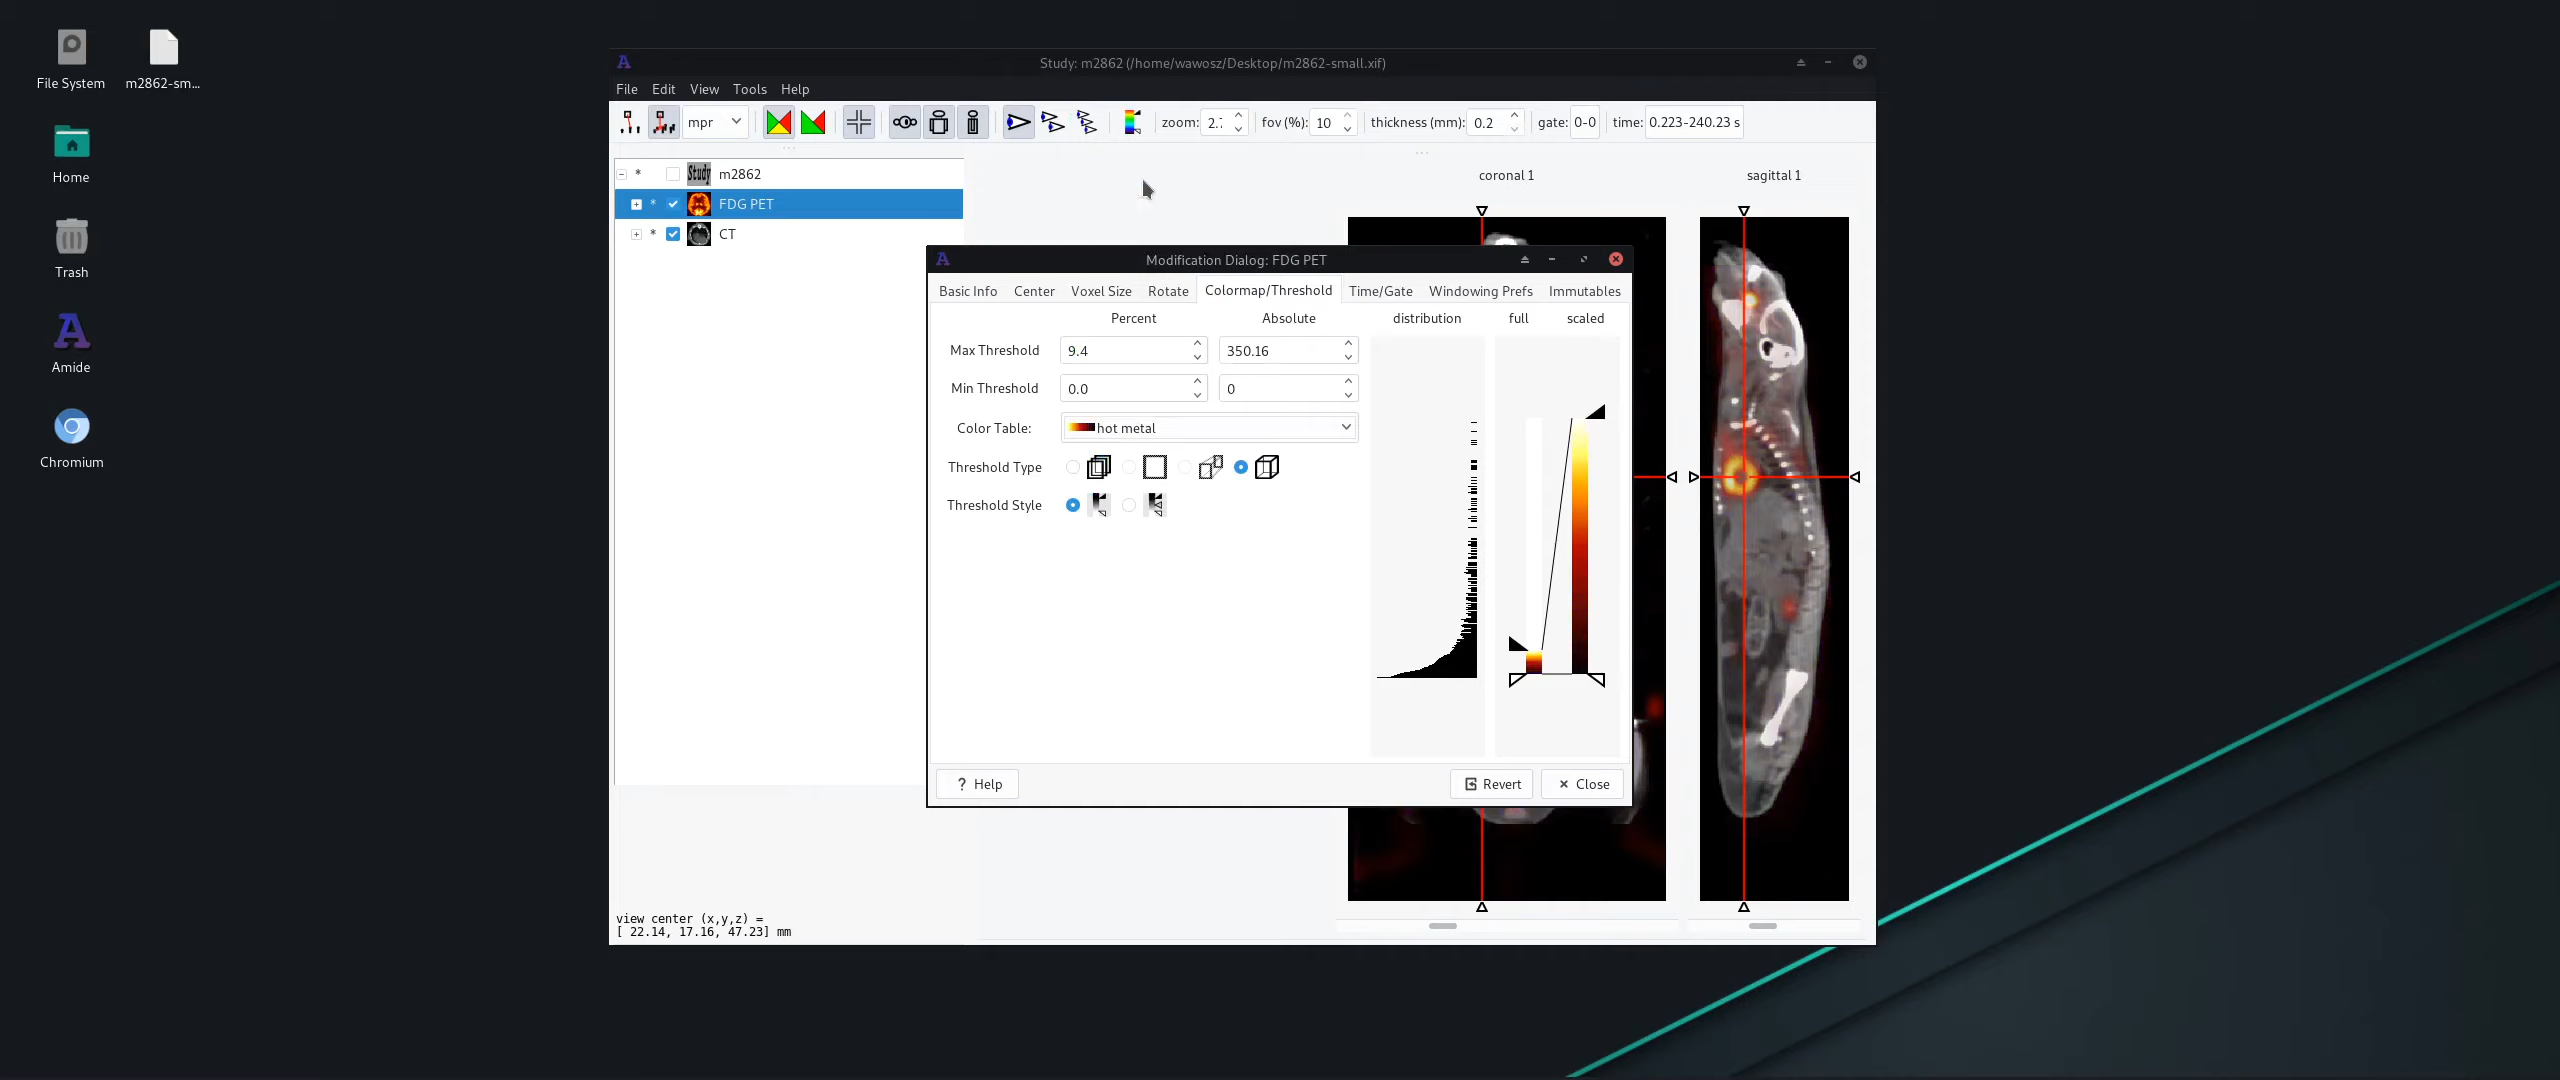 File System
m2862-sm...
Home
Trash
Amide
Chromium
Study: m2862 (/home/wawosz/Desktop/m2862-small.xif)
File Edit View Tools Help
mpr
zoom: 2.
fov (%): 10
thickness (mm): 0.2
gate: 0-0
time: 0.223-240.23 s
* Study m2862
* FDG PET
* CT
coronal 1
sagittal 1
Modification Dialog: FDG PET
Basic Info Center Voxel Size Rotate Colormap/Threshold Time/Gate Windowing Prefs Immutables
Percent Absolute distribution full scaled
Max Threshold 9.4 350.16
Min Threshold 0.0 0
Color Table: hot metal
Threshold Type
Threshold Style
? Help
Revert
Close
view center (x,y,z) =
[ 22.14, 17.16, 47.23] mm